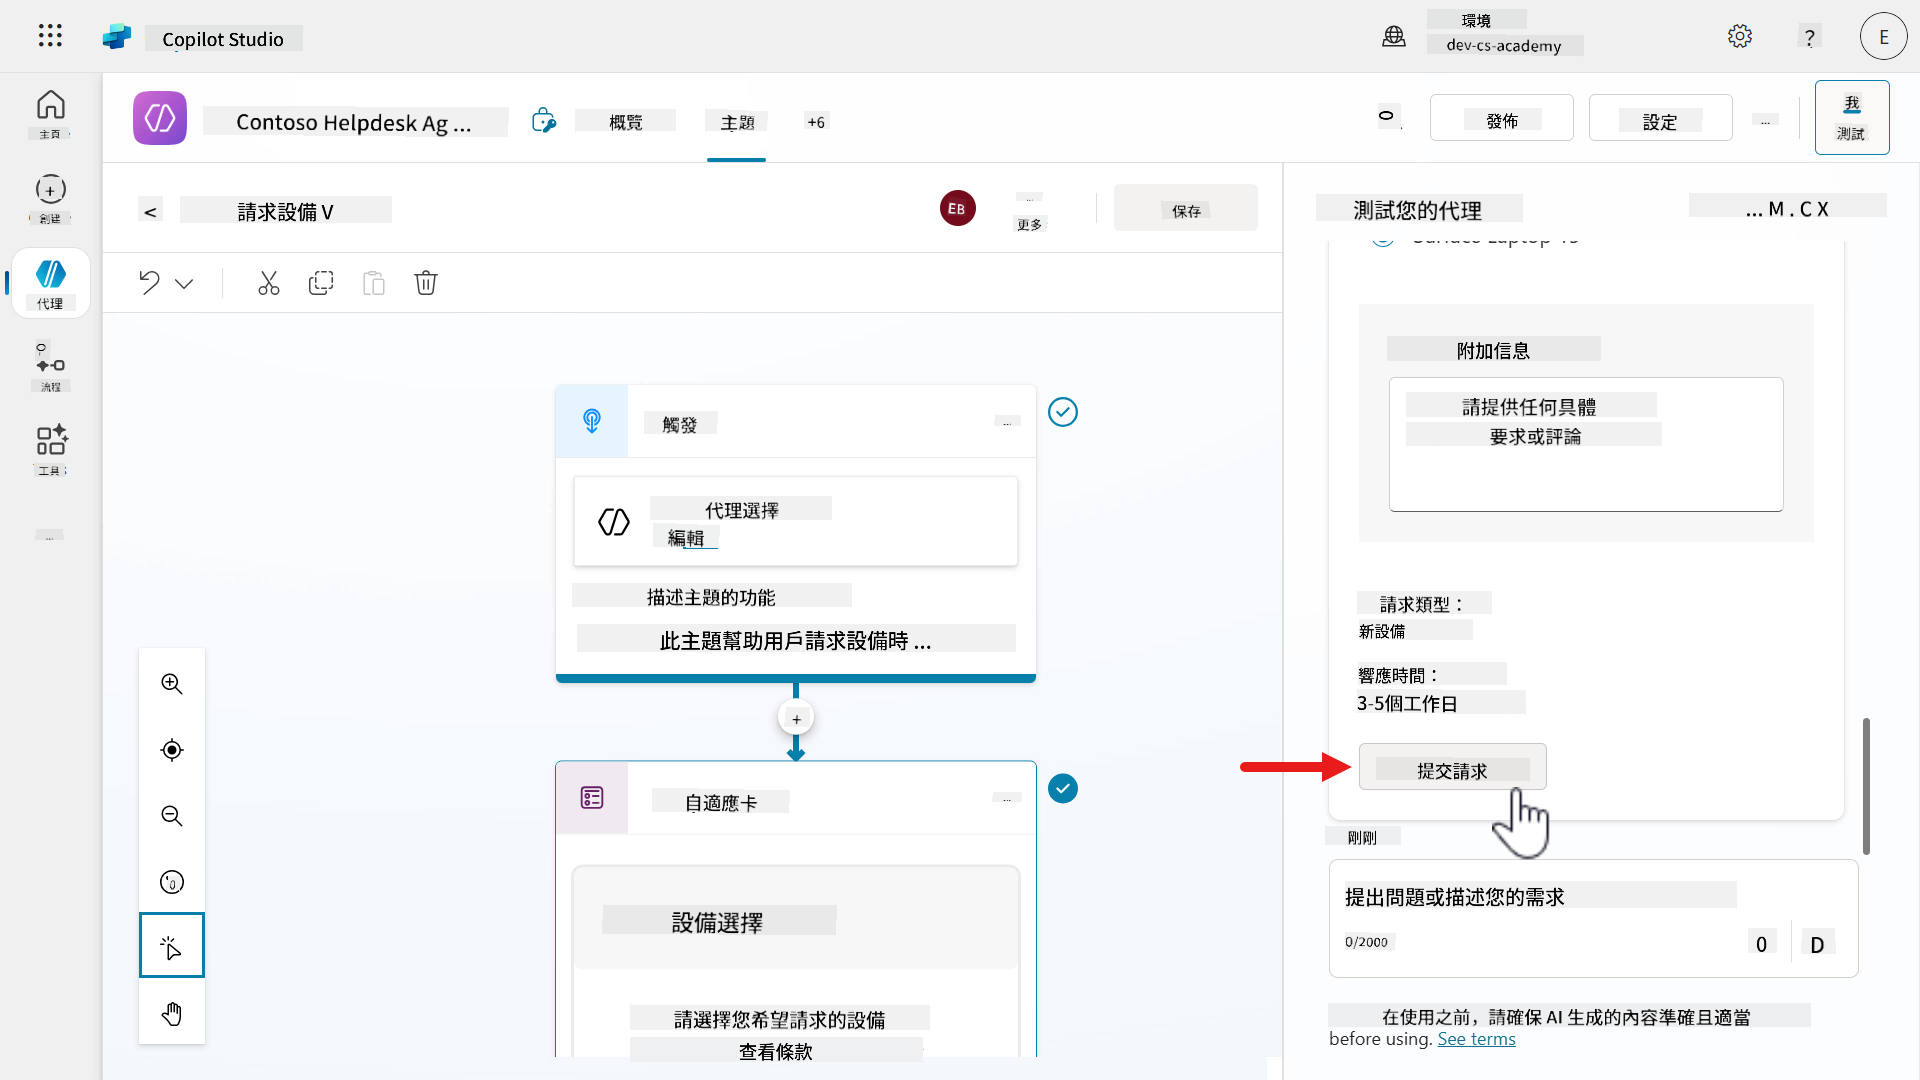 Copilot Studio
環境
dev-cs-academy
?
E
主頁
創建
代理
流程
工具
Contoso Helpdesk Ag ...
概覽
主題
+6
發佈
設定
...
我
測試
<
請求設備 V
EB
...
更多
保存
觸發
...
代理選擇
編輯
描述主題的功能
此主題幫助用戶請求設備時 ...
+
自適應卡
...
設備選擇
請選擇您希望請求的設備
查看條款
測試您的代理
... M . C X
附加信息
請提供任何具體
要求或評論
請求類型：
新設備
響應時間：
3-5個工作日
提交請求
剛剛
提出問題或描述您的需求
0/2000
0
D
在使用之前，請確保 AI 生成的內容準確且適當
before using. See terms